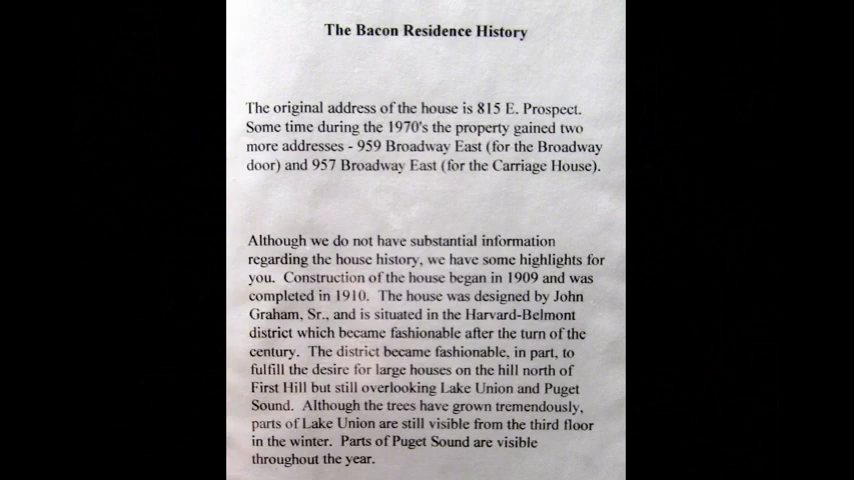 The Bacon Residence History
The original address of the house is 815 E. Prospect.
Some time during the 1970's the property gained two
more addresses - 959 Broadway East (for the Broadway
door) and 957 Broadway East (for the Carriage House).
Although we do not have substantial information
regarding the house history, we have some highlights for
you.  Construction of the house began in 1909 and was
completed in 1910.  The house was designed by John
Graham, Sr., and is situated in the Harvard-Belmont
district which became fashionable after the turn of the
century.  The district became fashionable, in part, to
fulfill the desire for large houses on the hill north of
First Hill but still overlooking Lake Union and Puget
Sound.  Although the trees have grown tremendously,
parts of Lake Union are still visible from the third floor
in the winter.  Parts of Puget Sound are visible
throughout the year.